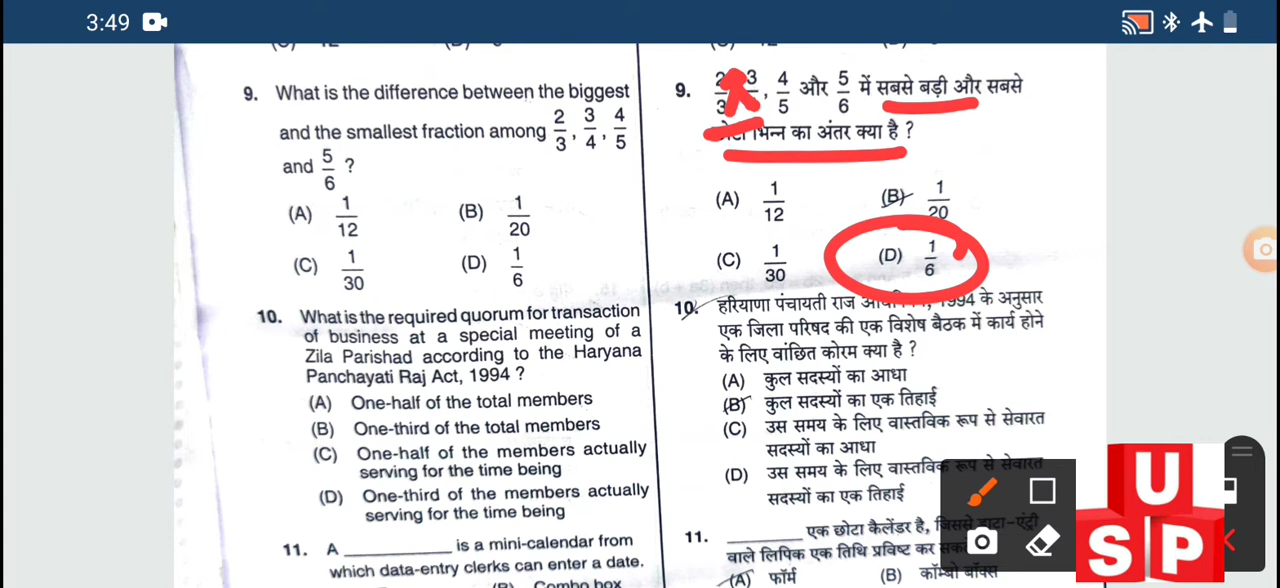 3:49
9. What is the difference between the biggest
and the smallest fraction among 2/3, 3/4, 4/5
and 5/6 ?
(A) 1/12 (B) 1/20
(C) 1/30 (D) 1/6
10. What is the required quorum for transaction
of business at a special meeting of a
Zila Parishad according to the Haryana
Panchayati Raj Act, 1994 ?
(A) One-half of the total members
(B) One-third of the total members
(C) One-half of the members actually
serving for the time being
(D) One-third of the members actually
serving for the time being
11. A __________ is a mini-calendar from
which data-entry clerks can enter a date.
Combo box
9. 4/5 और 5/6 में सबसे बड़ी और सबसे
भिन्न का अंतर क्या है ?
(A) 1/12 (B) 1/20
(C) 1/30 (D) 1/6
10. हरियाणा पंचायती राज 1994 के अनुसार
एक जिला परिषद की एक विशेष बैठक में कार्य होने
के लिए वांछित कोरम क्या है ?
(A) कुल सदस्यों का आधा
(B) कुल सदस्यों का एक तिहाई
(C) उस समय के लिए वास्तविक रूप से सेवारत
सदस्यों का आधा
(D) उस समय के लिए वास्तविक रूप से सेवारत
सदस्यों का एक तिहाई
11. ________ एक छोटा कैलेंडर है, जिससे डाटा-एंट्री
वाले लिपिक एक तिथि प्रविष्ट कर
(A) फॉर्म (B) कॉम्बो बॉक्स
U
S P